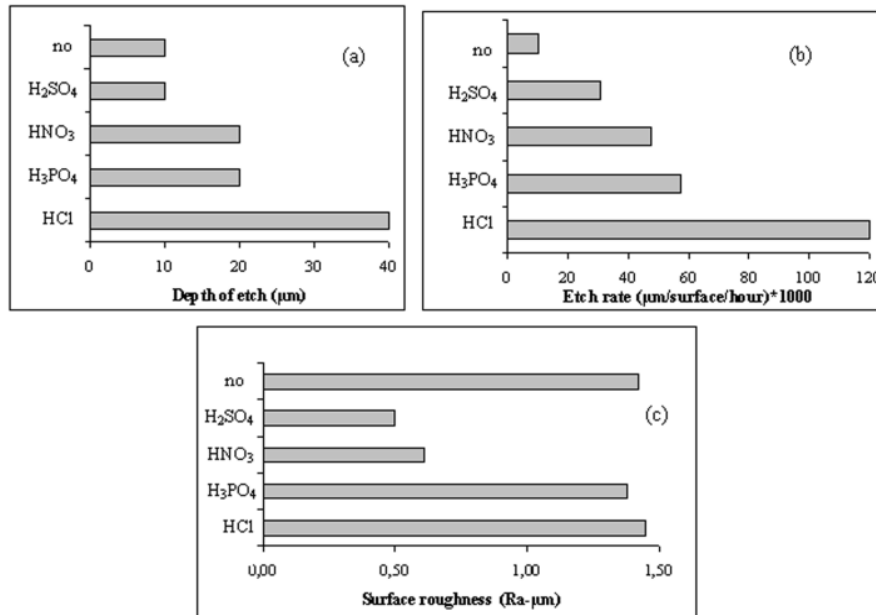 (a)
no
H₂SO₄
HNO₃
H₃PO₄
HCl
0 10 20 30 40
Depth of etch (μm)
(b)
no
H₂SO₄
HNO₃
H₃PO₄
HCl
0 20 40 60 80 100 120
Etch rate (μm/surface/hour)*1000
(c)
no
H₂SO₄
HNO₃
H₃PO₄
HCl
0,00 0,50 1,00 1,50
Surface roughness (Ra-μm)